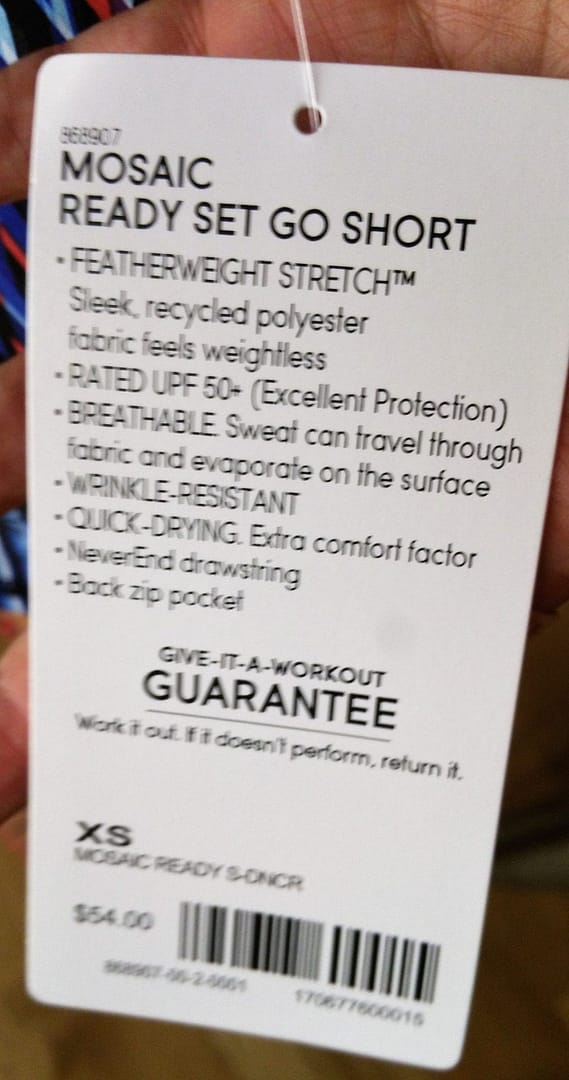 868907
MOSAIC
READY SET GO SHORT
• FEATHERWEIGHT STRETCH™
Sleek, recycled polyester
fabric feels weightless
• RATED UPF 50+ (Excellent Protection)
• BREATHABLE. Sweat can travel through
fabric and evaporate on the surface
• WRINKLE-RESISTANT
• QUICK-DRYING. Extra comfort factor
• NeverEnd drawstring
• Back zip pocket
GIVE-IT-A-WORKOUT
GUARANTEE
Work it out. If it doesn't perform, return it.
XS
MOSAIC READY S-DNCR
$54.00